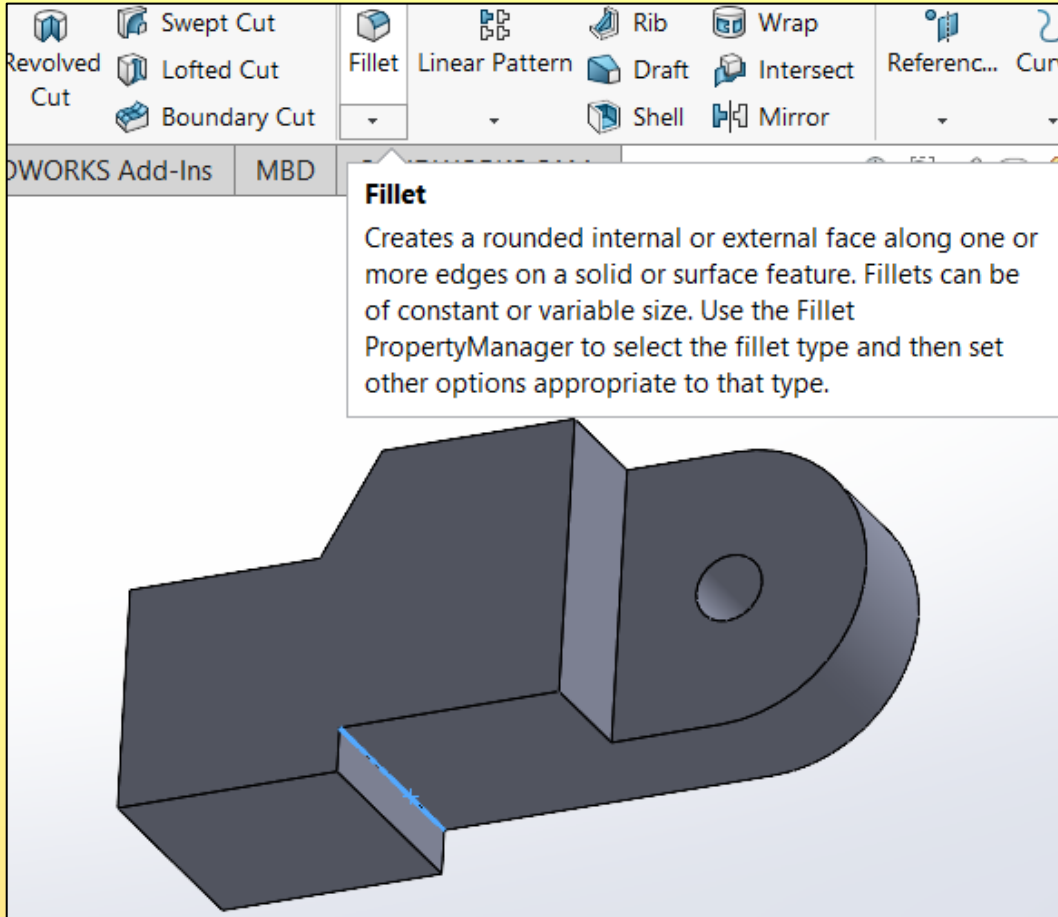 Revolved Cut
Swept Cut
Lofted Cut
Boundary Cut
Fillet
Linear Pattern
Rib
Draft
Shell
Wrap
Intersect
Mirror
Referenc...
MBD
Add-Ins
Fillet
Creates a rounded internal or external face along one or
more edges on a solid or surface feature. Fillets can be
of constant or variable size. Use the Fillet
PropertyManager to select the fillet type and then set
other options appropriate to that type.